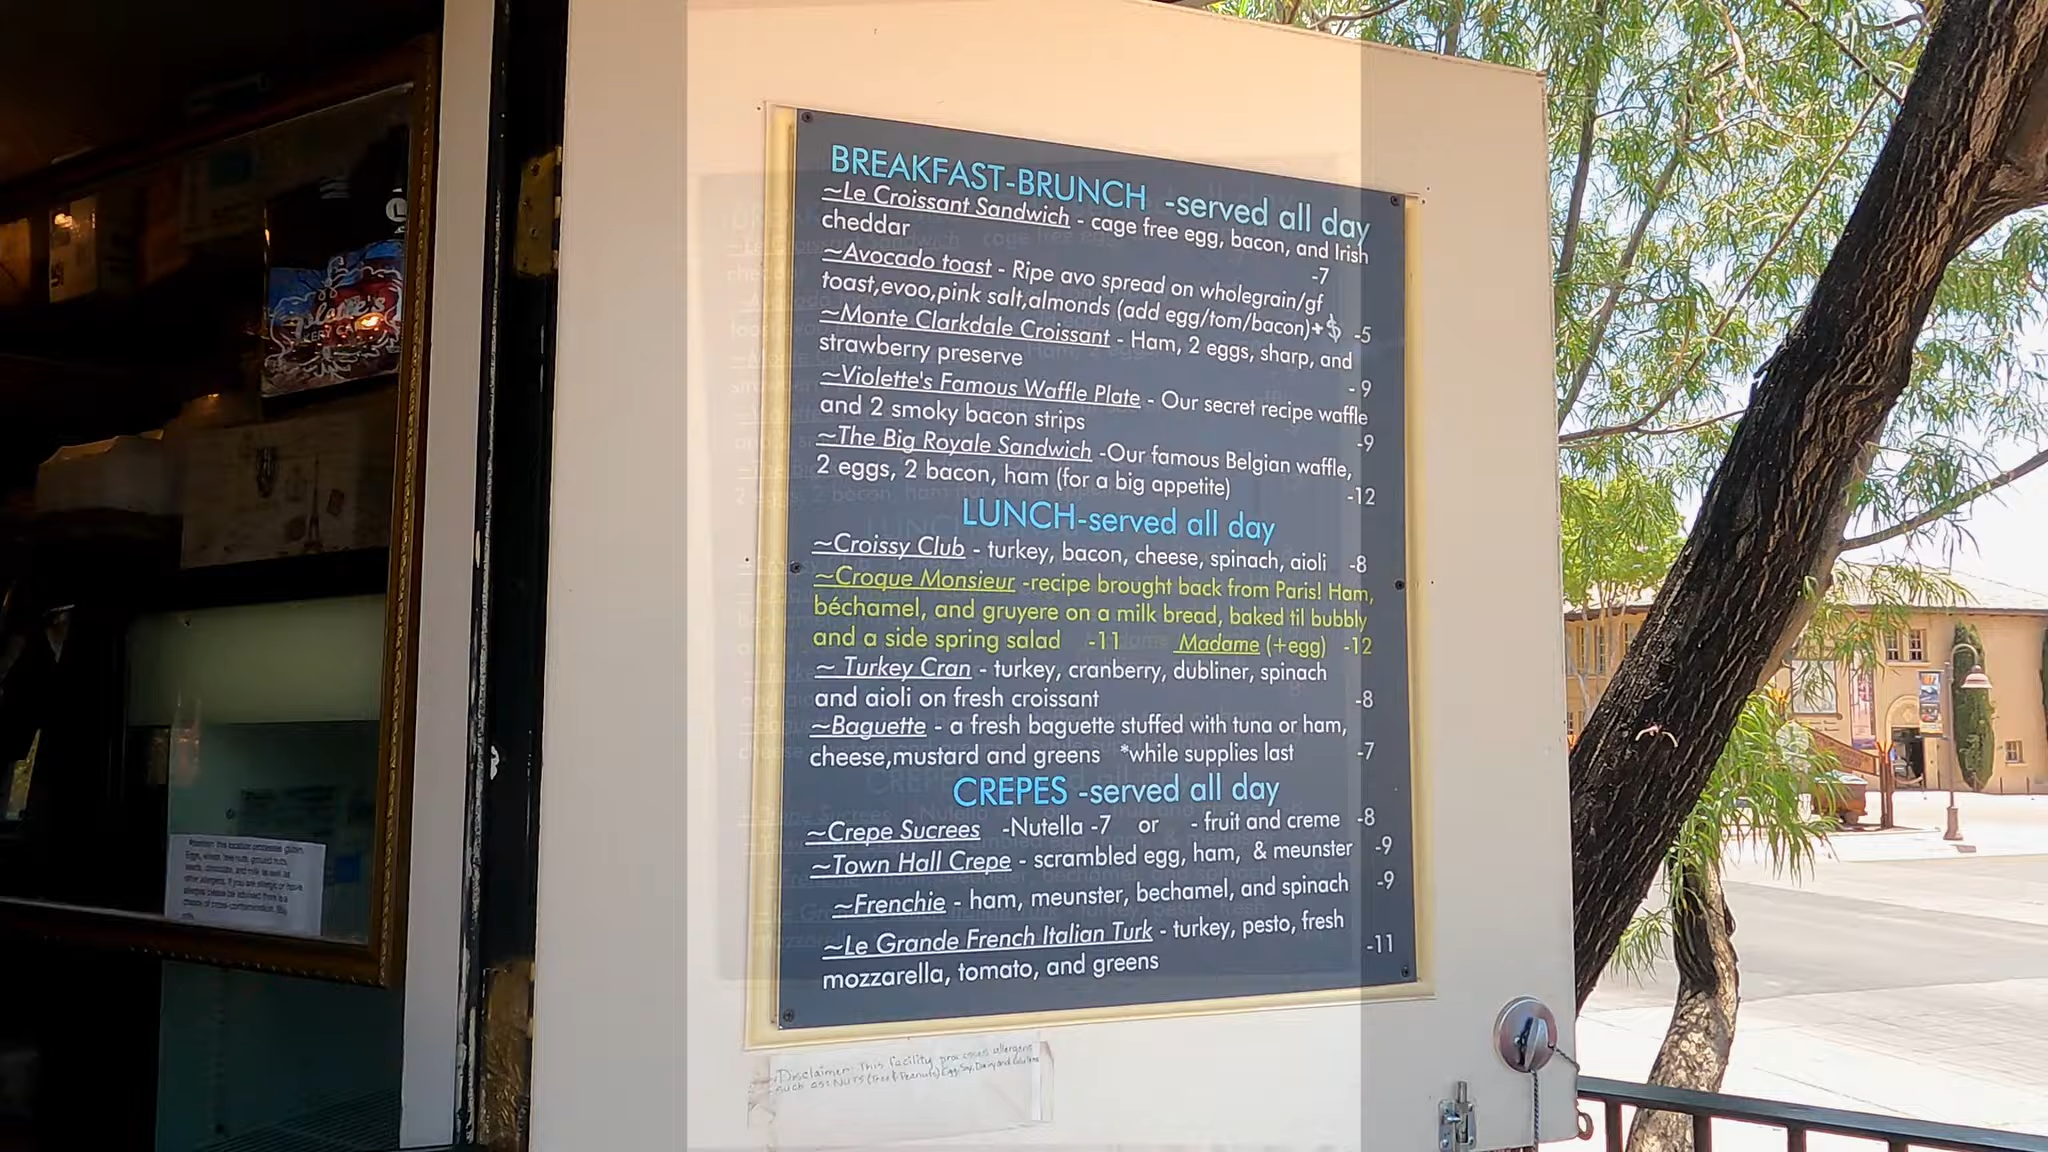 BREAKFAST-BRUNCH -served all day
~Le Croissant Sandwich - cage free egg, bacon, and Irish
cheddar -7
~Avocado toast - Ripe avo spread on wholegrain/gf
toast,evoo,pink salt,almonds (add egg/tom/bacon)+$ -5
~Monte Clarkdale Croissant - Ham, 2 eggs, sharp, and
strawberry preserve -9
~Violette's Famous Waffle Plate - Our secret recipe waffle
and 2 smoky bacon strips -9
~The Big Royale Sandwich -Our famous Belgian waffle,
2 eggs, 2 bacon, ham (for a big appetite) -12
LUNCH-served all day
~Croissy Club - turkey, bacon, cheese, spinach, aioli -8
~Croque Monsieur -recipe brought back from Paris! Ham,
béchamel, and gruyere on a milk bread, baked til bubbly
and a side spring salad -11 Madame (+egg) -12
~ Turkey Cran - turkey, cranberry, dubliner, spinach
and aioli on fresh croissant -8
~Baguette - a fresh baguette stuffed with tuna or ham,
cheese,mustard and greens *while supplies last -7
CREPES -served all day
~Crepe Sucrees -Nutella -7 or - fruit and creme -8
~Town Hall Crepe - scrambled egg, ham, & meunster -9
~Frenchie - ham, meunster, bechamel, and spinach -9
~Le Grande French Italian Turk - turkey, pesto, fresh
mozzarella, tomato, and greens -11
Disclaimer: This facility processes allergens
such as: NUTS (Tree & Peanuts) Egg, Soy, Dairy and